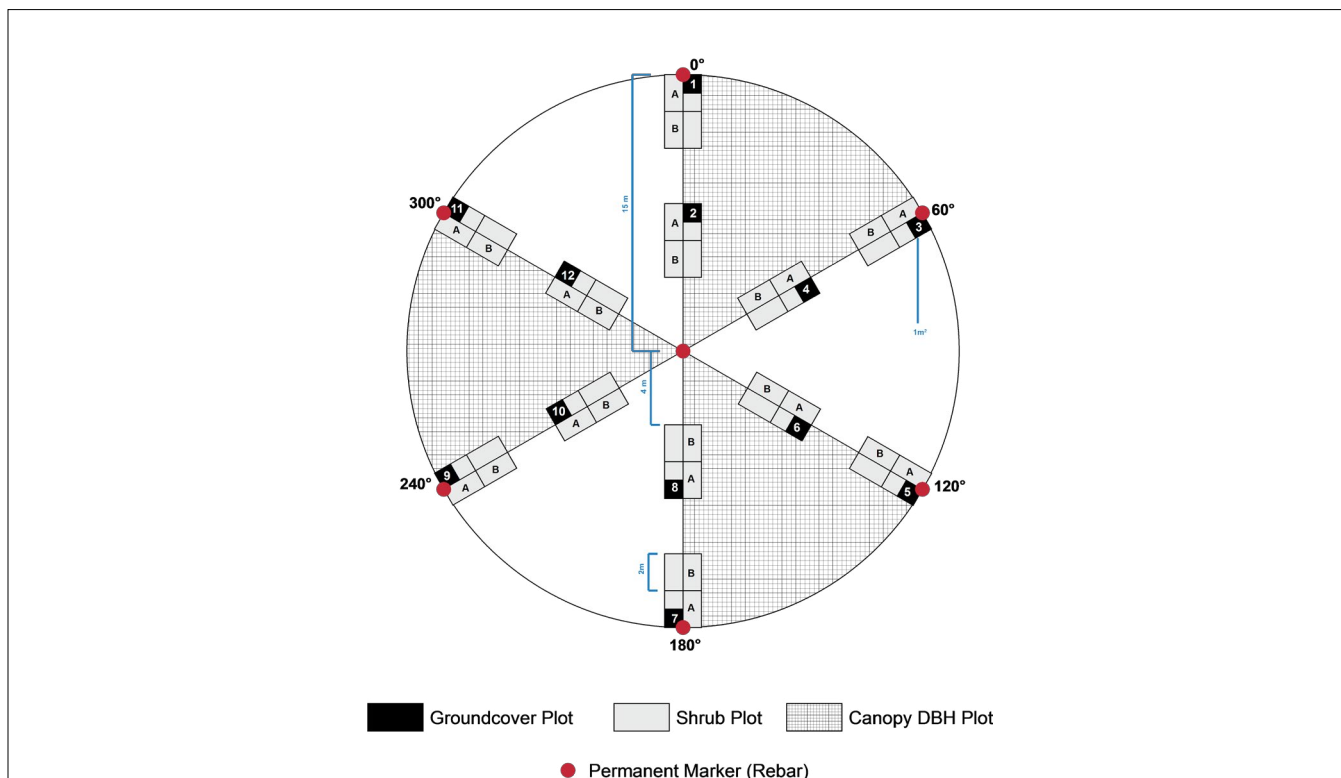 0°
1
A
B
15 m
2
A
B
300°
11
A
B
60°
A
3
B
12
A
B
A
4
B
1m²
4 m
10
B
A
B
A
6
9
B
A
240°
B
A
8
B
A
5
120°
2m
B
A
7
180°
Groundcover Plot
Shrub Plot
Canopy DBH Plot
Permanent Marker (Rebar)